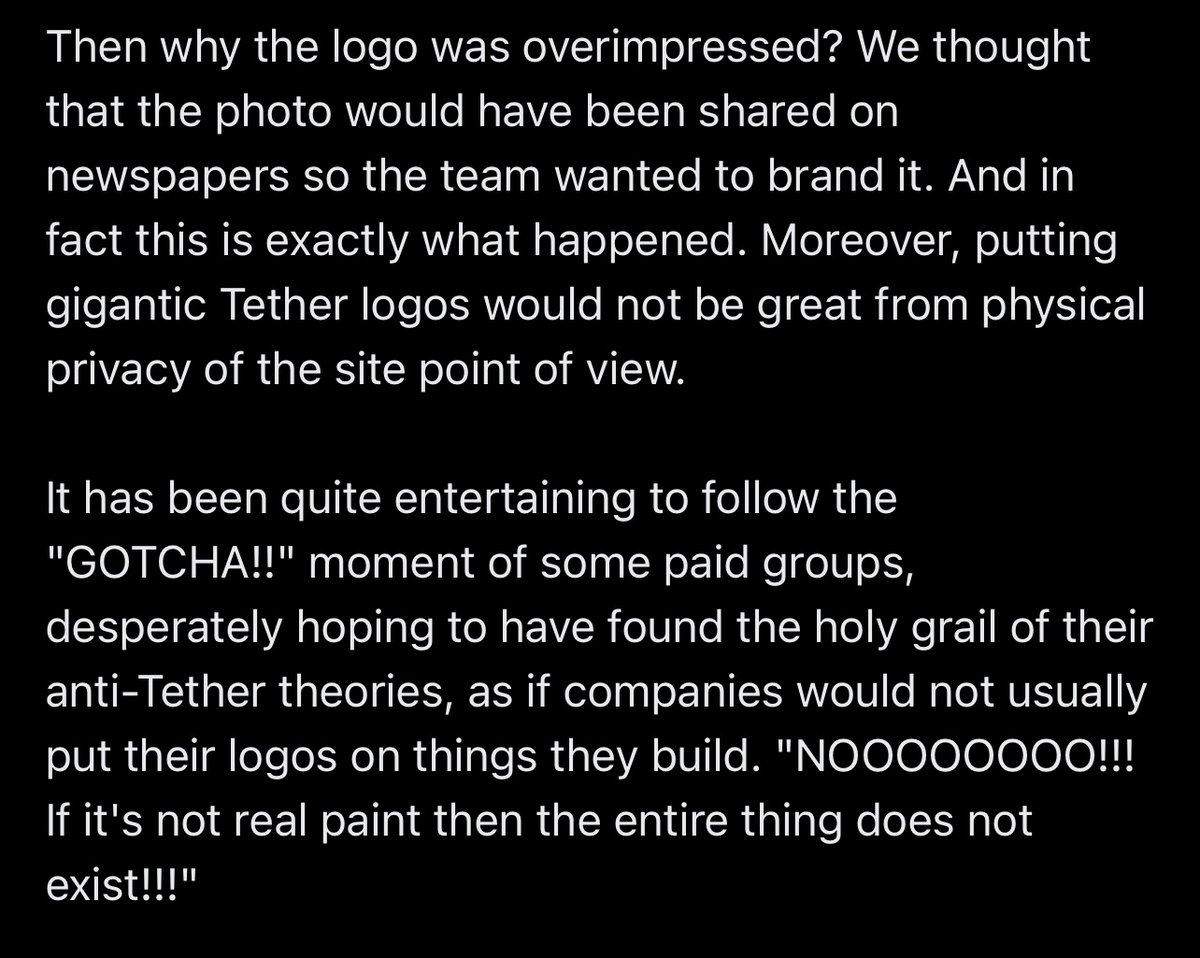 Then why the logo was overimpressed? We thought
that the photo would have been shared on
newspapers so the team wanted to brand it. And in
fact this is exactly what happened. Moreover, putting
gigantic Tether logos would not be great from physical
privacy of the site point of view.
It has been quite entertaining to follow the
"GOTCHA!!" moment of some paid groups,
desperately hoping to have found the holy grail of their
anti-Tether theories, as if companies would not usually
put their logos on things they build. "NOOOOOOOO!!!
If it's not real paint then the entire thing does not
exist!!!"